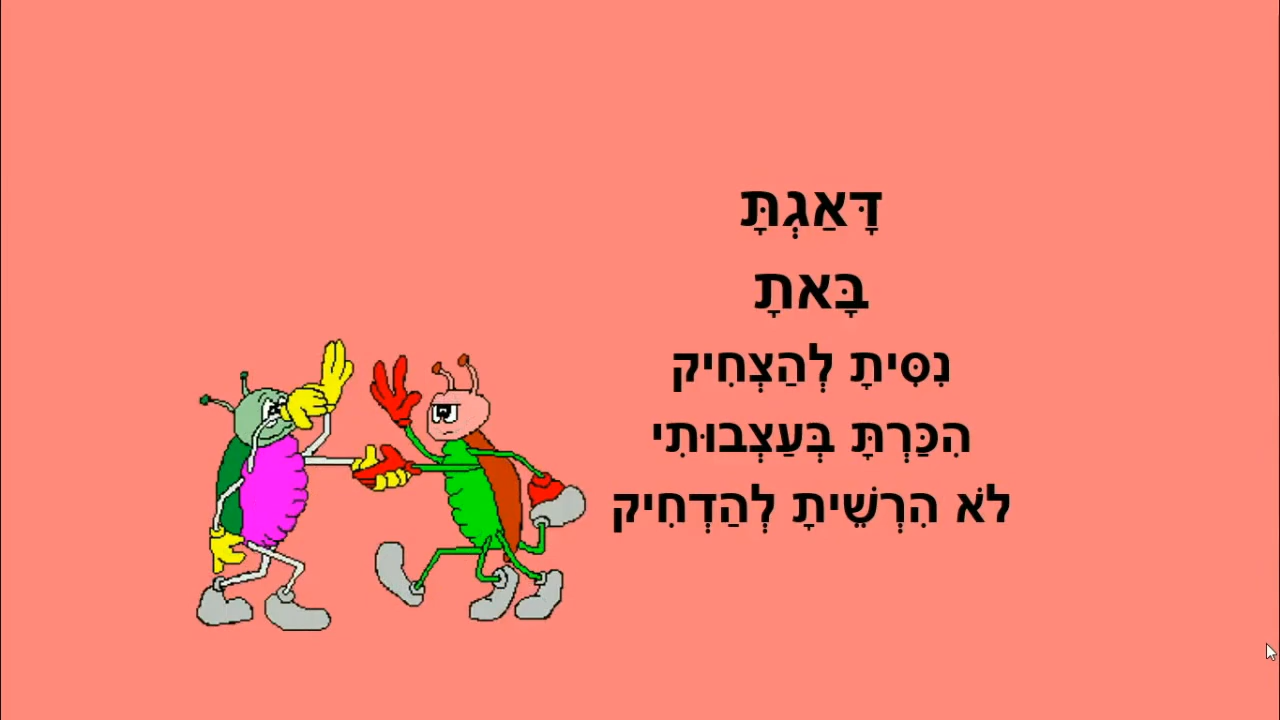 דָּאַגְתָּ
בָּאתָ
נִסִּיתָ לְהַצְחִיק
הִכַּרְתָּ בְּעַצְבוּתִי
לֹא הִרְשֵׁיתָ לְהַדְחִיק